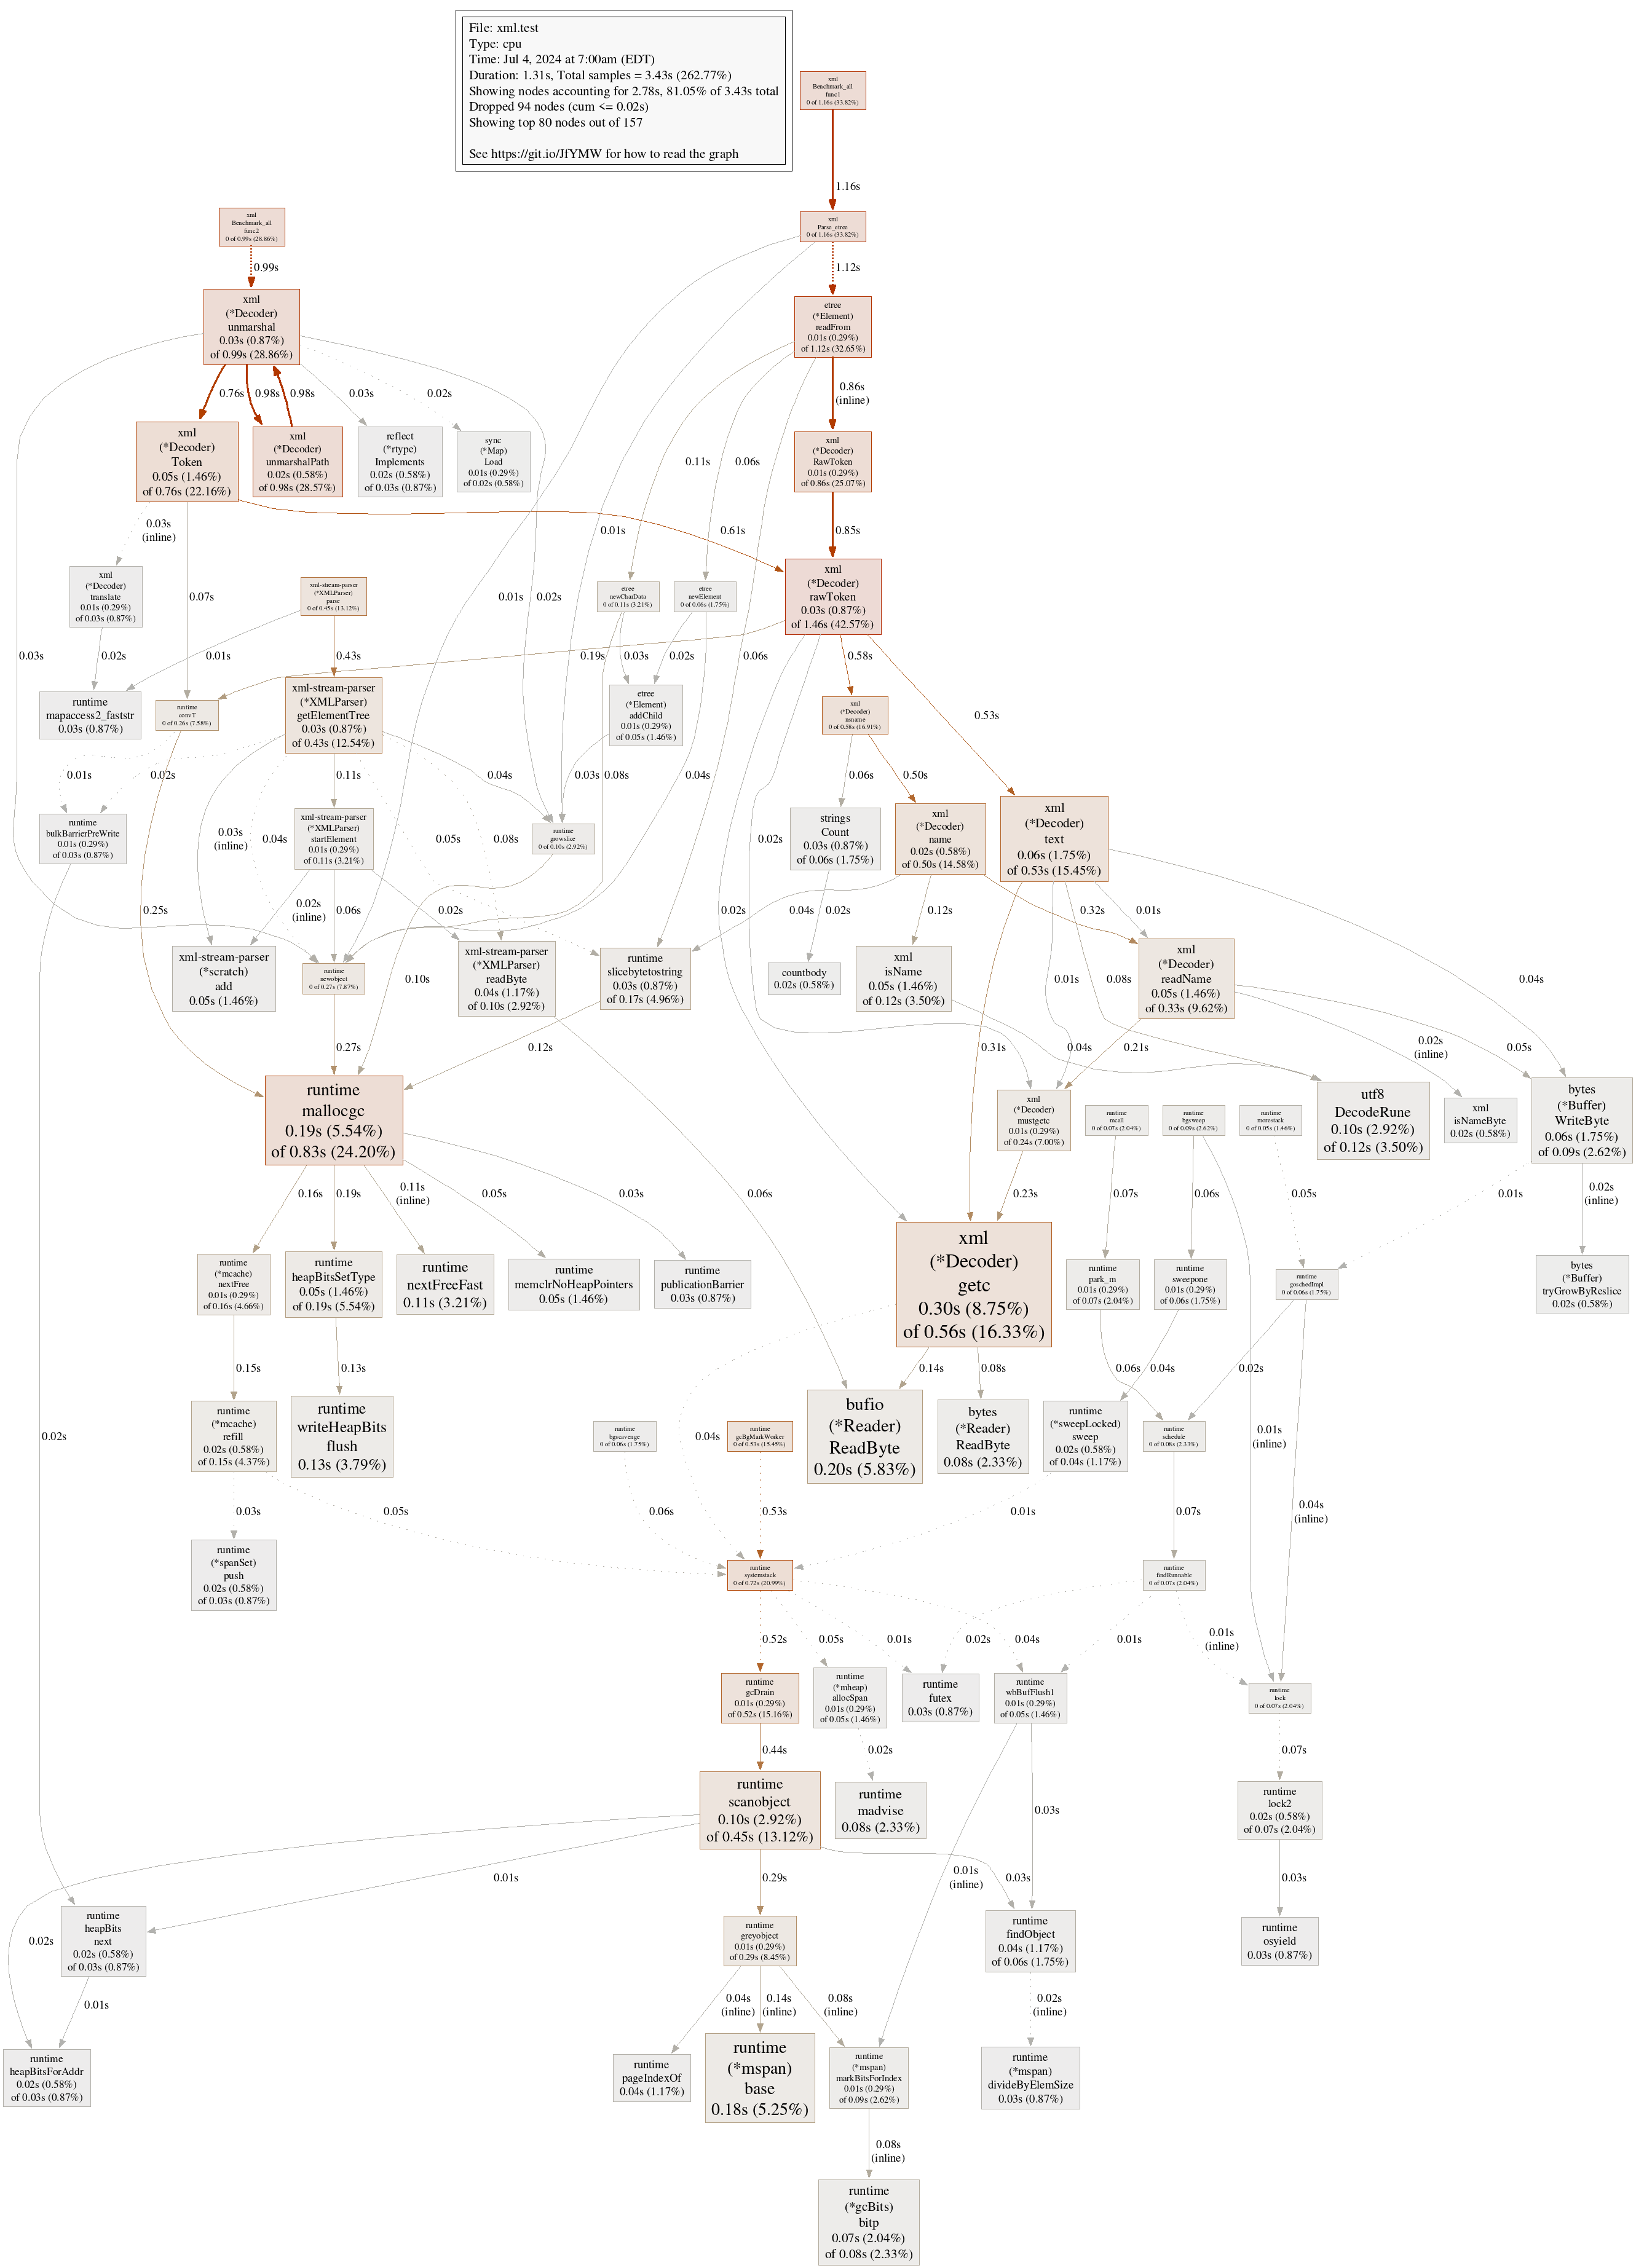 File: xml.test
Type: cpu
Time: Jul 4, 2024 at 7:00am (EDT)
Duration: 1.31s, Total samples = 3.43s (262.77%)
Showing nodes accounting for 2.78s, 81.05% of 3.43s total
Dropped 94 nodes (cum <= 0.02s)
Showing top 80 nodes out of 157
See https://git.io/JfYMW for how to read the graph
xml
Benchmark_all
func1
0 of 1.16s (33.82%)
1.16s
xml
Benchmark_all
func2
0 of 0.99s (28.86%)
xml
Parse_etree
0 of 1.16s (33.82%)
0.99s
1.12s
xml
(*Decoder)
unmarshal
0.03s (0.87%)
of 0.99s (28.86%)
etree
(*Element)
readFrom
0.01s (0.29%)
of 1.12s (32.65%)
0.76s
0.98s
0.98s
0.03s
0.02s
0.86s
(inline)
xml
(*Decoder)
Token
0.05s (1.46%)
of 0.76s (22.16%)
xml
(*Decoder)
unmarshalPath
0.02s (0.58%)
of 0.98s (28.57%)
reflect
(*rtype)
Implements
0.02s (0.58%)
of 0.03s (0.87%)
sync
(*Map)
Load
0.01s (0.29%)
of 0.02s (0.58%)
0.11s
0.06s
xml
(*Decoder)
RawToken
0.01s (0.29%)
of 0.86s (25.07%)
0.03s
(inline)
0.01s
0.61s
0.85s
xml
(*Decoder)
translate
0.01s (0.29%)
of 0.03s (0.87%)
0.07s
xml-stream-parser
(*XMLParser)
parse
0 of 0.45s (13.12%)
0.01s
0.02s
etree
newCharData
0 of 0.11s (3.21%)
etree
newElement
0 of 0.06s (1.75%)
xml
(*Decoder)
rawToken
0.03s (0.87%)
of 1.46s (42.57%)
0.03s
0.02s
0.01s
0.43s
0.19s
0.03s
0.02s
0.06s
0.58s
0.53s
runtime
mapaccess2_faststr
0.03s (0.87%)
runtime
convT
0 of 0.26s (7.58%)
xml-stream-parser
(*XMLParser)
getElementTree
0.03s (0.87%)
of 0.43s (12.54%)
etree
(*Element)
addChild
0.01s (0.29%)
of 0.05s (1.46%)
xml
(*Decoder)
nsname
0 of 0.58s (16.91%)
0.01s
0.02s
0.11s
0.04s
0.03s
0.08s
0.04s
0.06s
0.50s
runtime
bulkBarrierPreWrite
0.01s (0.29%)
of 0.03s (0.87%)
0.03s
(inline)
0.04s
xml-stream-parser
(*XMLParser)
startElement
0.01s (0.29%)
of 0.11s (3.21%)
0.05s
0.08s
runtime
growslice
0 of 0.10s (2.92%)
0.02s
strings
Count
0.03s (0.87%)
of 0.06s (1.75%)
xml
(*Decoder)
name
0.02s (0.58%)
of 0.50s (14.58%)
xml
(*Decoder)
text
0.06s (1.75%)
of 0.53s (15.45%)
0.25s
0.02s
(inline)
0.06s
0.02s
0.02s
0.04s
0.02s
0.12s
0.32s
0.01s
xml-stream-parser
(*scratch)
add
0.05s (1.46%)
runtime
newobject
0 of 0.27s (7.87%)
0.10s
xml-stream-parser
(*XMLParser)
readByte
0.04s (1.17%)
of 0.10s (2.92%)
runtime
slicebytetostring
0.03s (0.87%)
of 0.17s (4.96%)
countbody
0.02s (0.58%)
xml
isName
0.05s (1.46%)
of 0.12s (3.50%)
0.01s
0.08s
xml
(*Decoder)
readName
0.05s (1.46%)
of 0.33s (9.62%)
0.04s
0.27s
0.12s
0.31s
0.04s
0.21s
0.02s
(inline)
0.05s
runtime
mallocgc
0.19s (5.54%)
of 0.83s (24.20%)
xml
(*Decoder)
mustgetc
0.01s (0.29%)
of 0.24s (7.00%)
runtime
mcall
0 of 0.07s (2.04%)
runtime
bgsweep
0 of 0.09s (2.62%)
runtime
morestack
0 of 0.05s (1.46%)
utf8
DecodeRune
0.10s (2.92%)
of 0.12s (3.50%)
xml
isNameByte
0.02s (0.58%)
bytes
(*Buffer)
WriteByte
0.06s (1.75%)
of 0.09s (2.62%)
0.16s
0.19s
0.11s
(inline)
0.05s
0.03s
0.06s
0.23s
0.07s
0.06s
0.05s
0.01s
0.02s
(inline)
runtime
(*mcache)
nextFree
0.01s (0.29%)
of 0.16s (4.66%)
runtime
heapBitsSetType
0.05s (1.46%)
of 0.19s (5.54%)
runtime
nextFreeFast
0.11s (3.21%)
runtime
memclrNoHeapPointers
0.05s (1.46%)
runtime
publicationBarrier
0.03s (0.87%)
xml
(*Decoder)
getc
0.30s (8.75%)
of 0.56s (16.33%)
runtime
park_m
0.01s (0.29%)
of 0.07s (2.04%)
runtime
sweepone
0.01s (0.29%)
of 0.06s (1.75%)
runtime
goschedImpl
0 of 0.06s (1.75%)
bytes
(*Buffer)
tryGrowByReslice
0.02s (0.58%)
0.15s
0.13s
0.14s
0.08s
0.06s
0.04s
0.02s
runtime
(*mcache)
refill
0.02s (0.58%)
of 0.15s (4.37%)
runtime
writeHeapBits
flush
0.13s (3.79%)
0.02s
runtime
bgscavenge
0 of 0.06s (1.75%)
0.04s
runtime
gcBgMarkWorker
0 of 0.53s (15.45%)
bufio
(*Reader)
ReadByte
0.20s (5.83%)
bytes
(*Reader)
ReadByte
0.08s (2.33%)
runtime
(*sweepLocked)
sweep
0.02s (0.58%)
of 0.04s (1.17%)
runtime
schedule
0 of 0.08s (2.33%)
0.01s
(inline)
0.03s
0.05s
0.06s
0.53s
0.01s
0.07s
0.04s
(inline)
runtime
(*spanSet)
push
0.02s (0.58%)
of 0.03s (0.87%)
runtime
systemstack
0 of 0.72s (20.99%)
runtime
findRunnable
0 of 0.07s (2.04%)
0.52s
0.05s
0.01s
0.02s
0.04s
0.01s
0.01s
(inline)
runtime
gcDrain
0.01s (0.29%)
of 0.52s (15.16%)
runtime
(*mheap)
allocSpan
0.01s (0.29%)
of 0.05s (1.46%)
runtime
futex
0.03s (0.87%)
runtime
wbBufFlush1
0.01s (0.29%)
of 0.05s (1.46%)
runtime
lock
0 of 0.07s (2.04%)
0.44s
0.02s
0.07s
runtime
scanobject
0.10s (2.92%)
of 0.45s (13.12%)
runtime
madvise
0.08s (2.33%)
0.03s
runtime
lock2
0.02s (0.58%)
of 0.07s (2.04%)
0.01s
0.29s
0.01s
(inline)
0.03s
0.03s
0.02s
runtime
heapBits
next
0.02s (0.58%)
of 0.03s (0.87%)
runtime
greyobject
0.01s (0.29%)
of 0.29s (8.45%)
runtime
findObject
0.04s (1.17%)
of 0.06s (1.75%)
runtime
osyield
0.03s (0.87%)
0.01s
0.04s
(inline)
0.14s
(inline)
0.08s
(inline)
0.02s
(inline)
runtime
heapBitsForAddr
0.02s (0.58%)
of 0.03s (0.87%)
runtime
pageIndexOf
0.04s (1.17%)
runtime
(*mspan)
base
0.18s (5.25%)
runtime
(*mspan)
markBitsForIndex
0.01s (0.29%)
of 0.09s (2.62%)
runtime
(*mspan)
divideByElemSize
0.03s (0.87%)
0.08s
(inline)
runtime
(*gcBits)
bitp
0.07s (2.04%)
of 0.08s (2.33%)